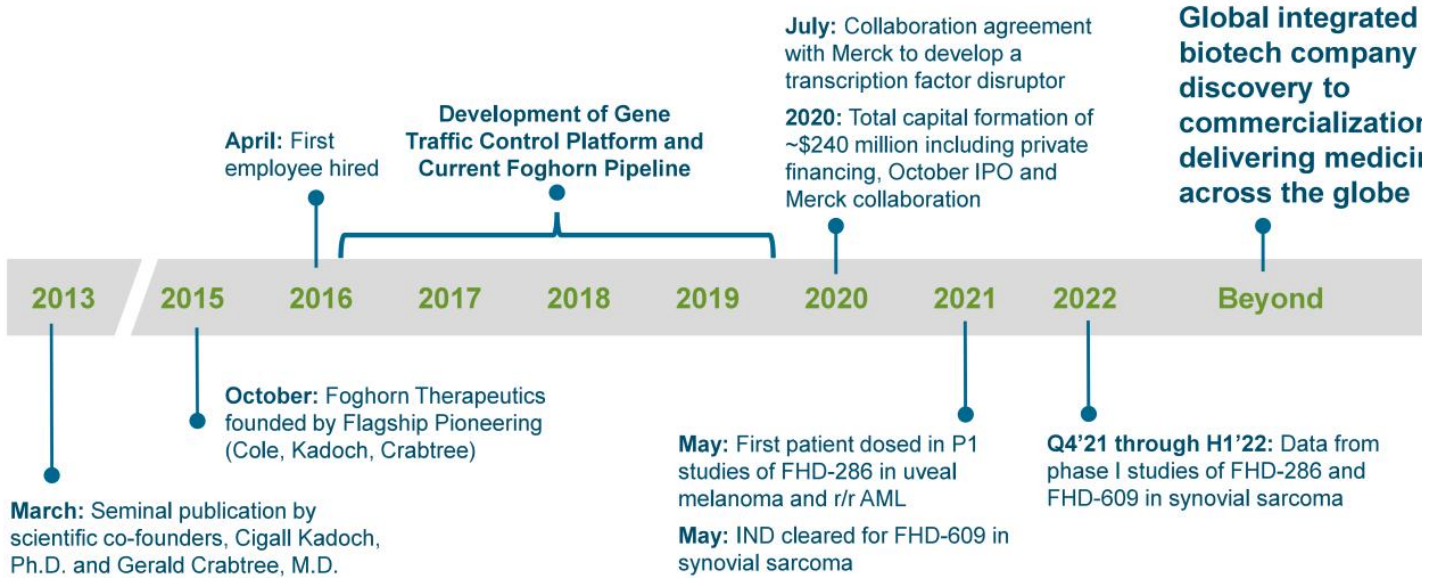 July: Collaboration agreement
with Merck to develop a
transcription factor disruptor
2020: Total capital formation of
~$240 million including private
financing, October IPO and
Merck collaboration
Global integrated
biotech company
discovery to
commercialization
delivering medici
across the globe
Development of Gene
Traffic Control Platform and
Current Foghorn Pipeline
April: First
employee hired
2013
2015
2016
2017
2018
2019
2020
2021
2022
Beyond
October: Foghorn Therapeutics
founded by Flagship Pioneering
(Cole, Kadoch, Crabtree)
March: Seminal publication by
scientific co-founders, Cigall Kadoch,
Ph.D. and Gerald Crabtree, M.D.
May: First patient dosed in P1
studies of FHD-286 in uveal
melanoma and r/r AML
May: IND cleared for FHD-609 in
synovial sarcoma
Q4'21 through H1'22: Data from
phase I studies of FHD-286 and
FHD-609 in synovial sarcoma